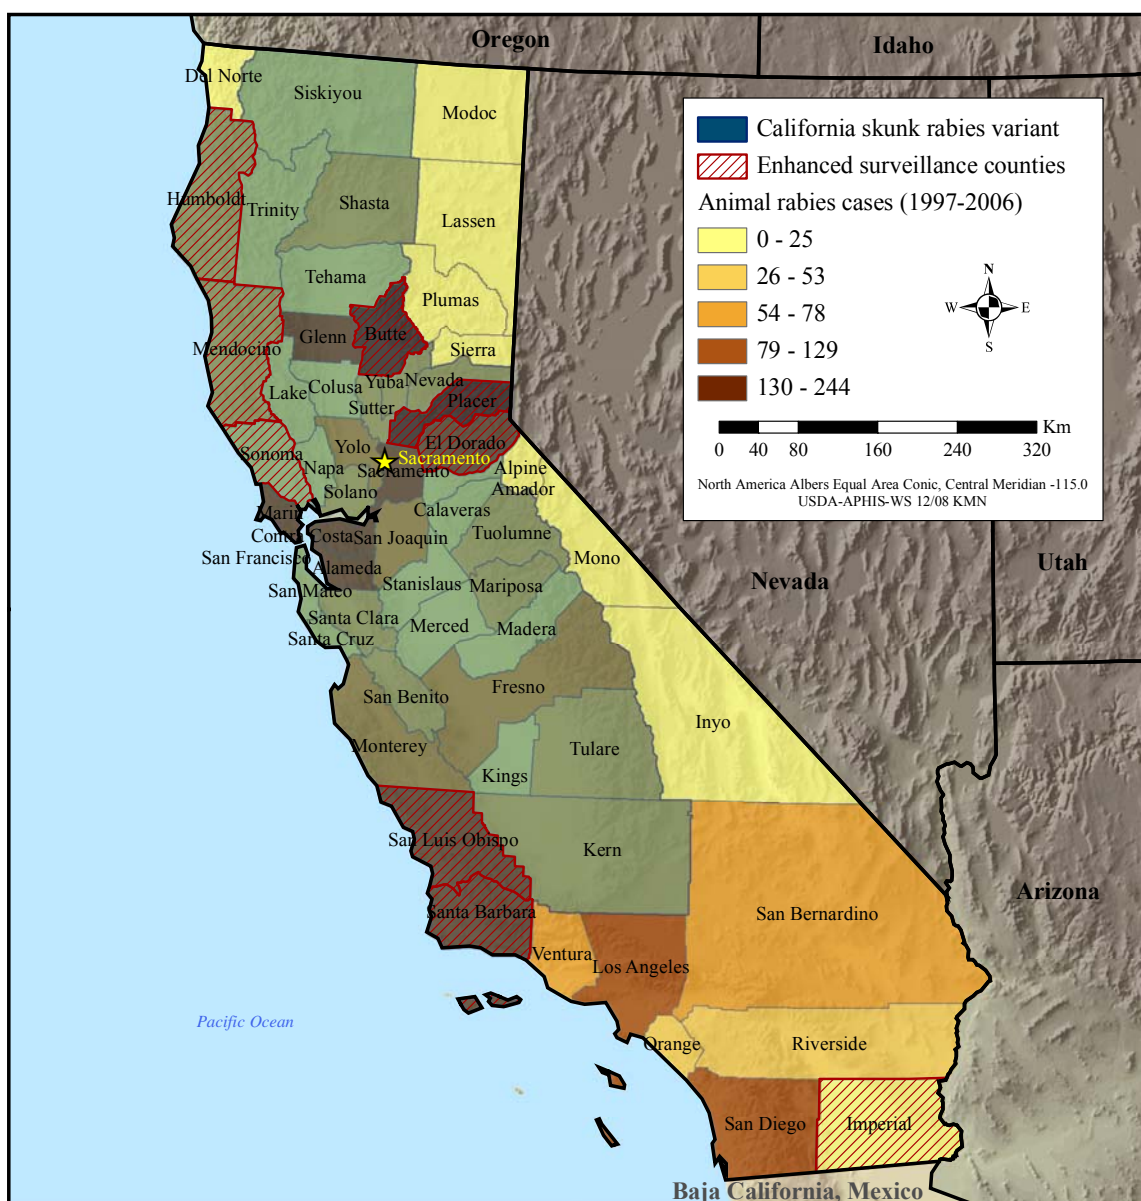 Oregon
Idaho
Del Norte
Siskiyou
Modoc
California skunk rabies variant
Enhanced surveillance counties
Animal rabies cases (1997-2006)
0 - 25
26 - 53
54 - 78
79 - 129
130 - 244
N
W
E
S
Km
0 40 80 160 240 320
North America Albers Equal Area Conic, Central Meridian -115.0
USDA-APHIS-WS 12/08 KMN
Humboldt
Trinity
Shasta
Lassen
Tehama
Plumas
Glenn
Butte
Sierra
Mendocino
Lake
Colusa
Yuba
Nevada
Sutter
Placer
Sonoma
Yolo
El Dorado
Sacramento
Napa
Sacramento
Alpine
Solano
Amador
Marin
Calaveras
Contra Costa
San Joaquin
Tuolumne
San Francisco
Alameda
Mono
Nevada
Utah
San Mateo
Stanislaus
Mariposa
Santa Clara
Merced
Madera
Santa Cruz
San Benito
Fresno
Inyo
Monterey
Tulare
Kings
San Luis Obispo
Kern
Arizona
Santa Barbara
San Bernardino
Ventura
Los Angeles
Pacific Ocean
Orange
Riverside
San Diego
Imperial
Baja California, Mexico